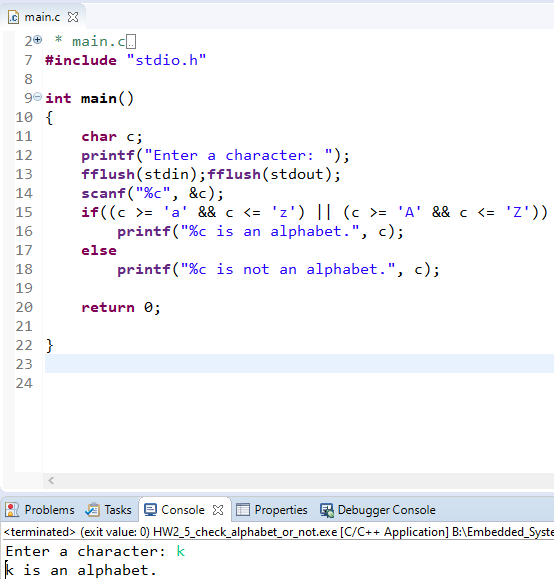 main.c
2 * main.c
7 #include "stdio.h"
8
9 int main()
10 {
11     char c;
12     printf("Enter a character: ");
13     fflush(stdin);fflush(stdout);
14     scanf("%c", &c);
15     if((c >= 'a' && c <= 'z') || (c >= 'A' && c <= 'Z'))
16         printf("%c is an alphabet.", c);
17     else
18         printf("%c is not an alphabet.", c);
19
20     return 0;
21
22 }
23
24
Problems Tasks Console Properties Debugger Console
<terminated> (exit value: 0) HW2_5_check_alphabet_or_not.exe [C/C++ Application] B:\Embedded_Syste
Enter a character: k
k is an alphabet.